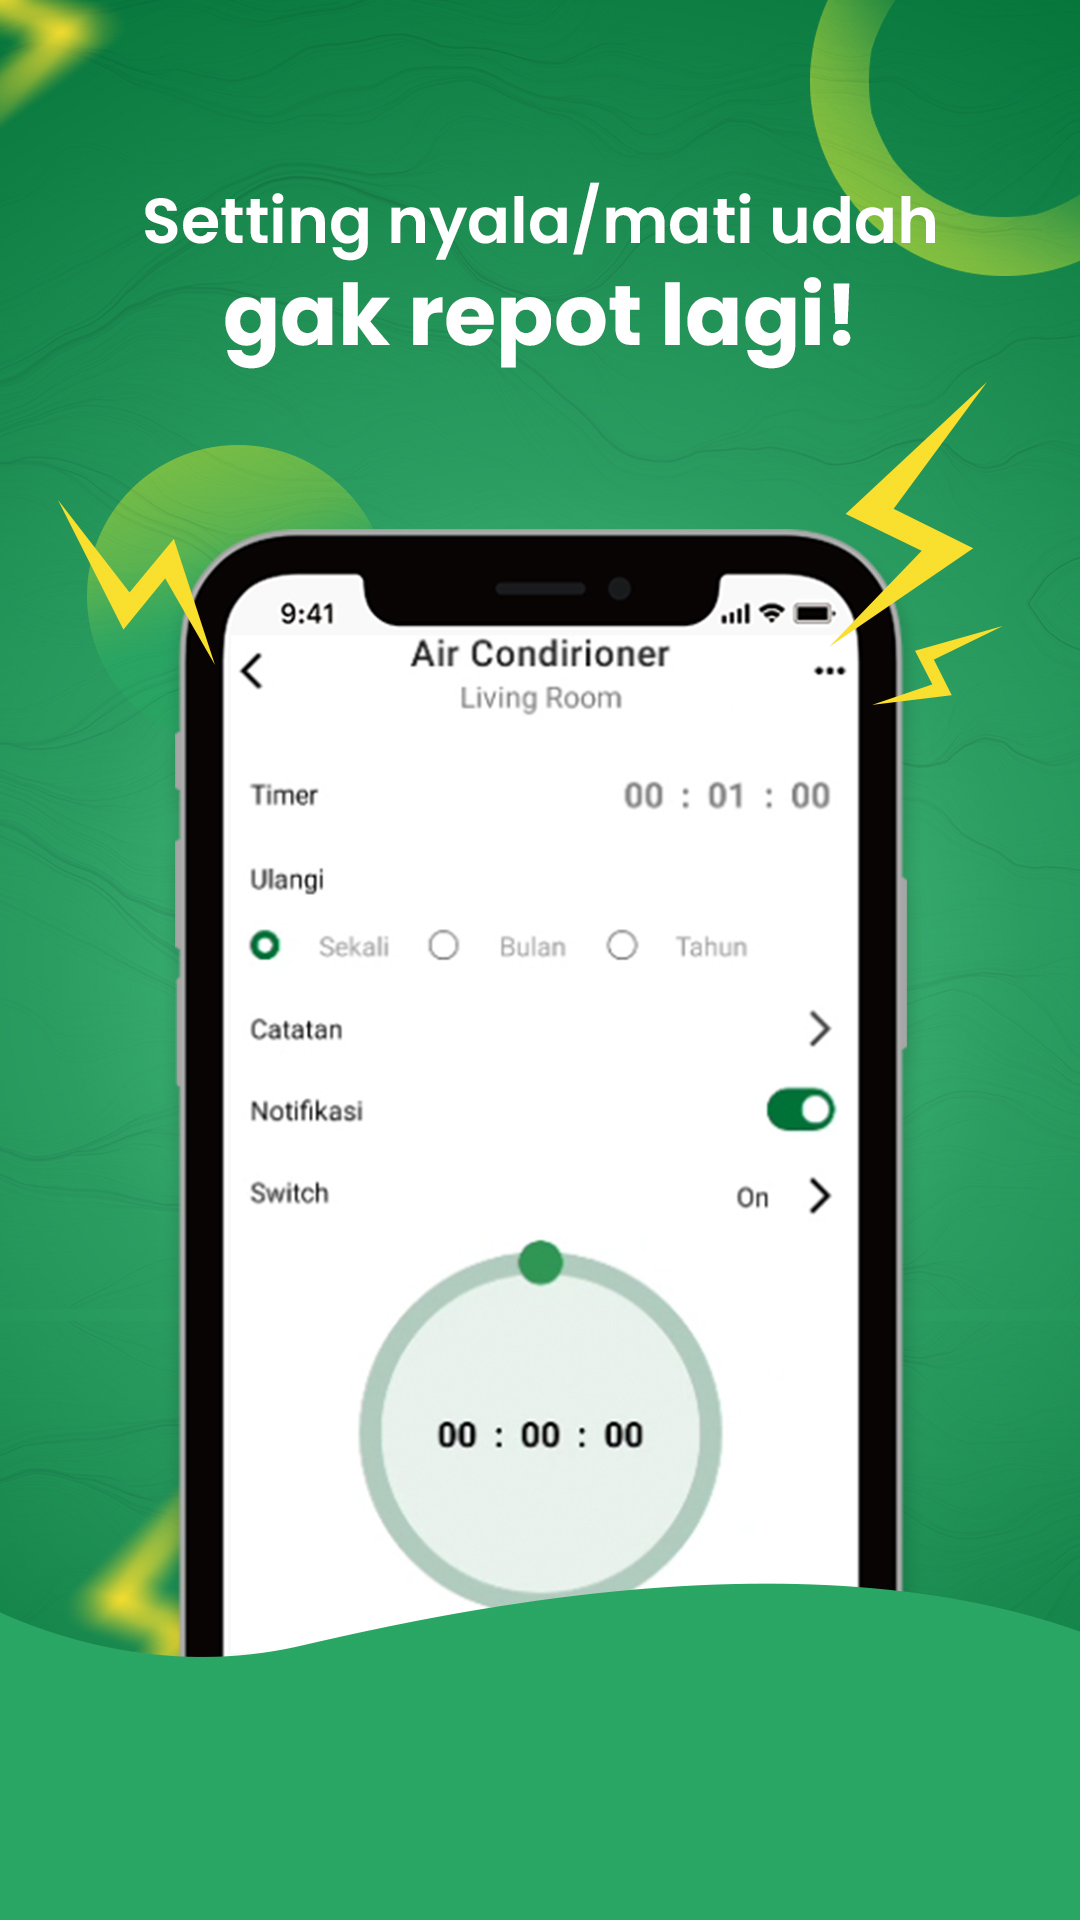 Setting nyala/mati udah
gak repot lagi!
9:41
Air Condirioner
Living Room
Timer 00 : 01 : 00
Ulangi
Sekali Bulan Tahun
Catatan
Notifikasi
Switch On
00 : 00 : 00